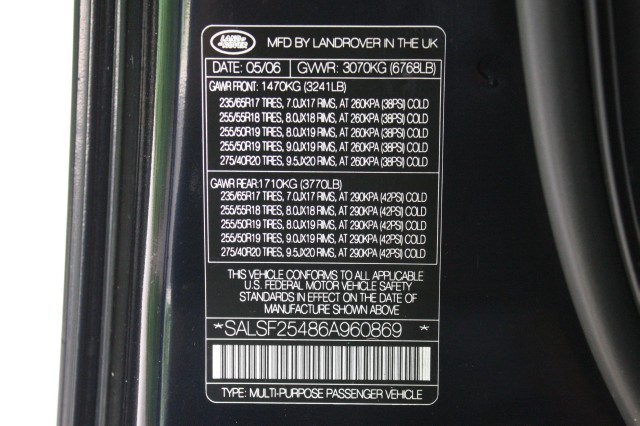 LAND-
ROVER
MFD BY LANDROVER IN THE UK
DATE: 05/06 GVWR: 3070KG (6768LB)
GAWR FRONT: 1470KG (3241LB)
235/65R17 TIRES, 7.0JX17 RIMS, AT 260KPA (38PSI) COLD
255/55R18 TIRES, 8.0JX18 RIMS, AT 260KPA (38PSI) COLD
255/50R19 TIRES, 8.0JX19 RIMS, AT 260KPA (38PSI) COLD
255/50R19 TIRES, 9.0JX19 RIMS, AT 260KPA (38PSI) COLD
275/40R20 TIRES, 9.5JX20 RIMS, AT 260KPA (38PSI) COLD
GAWR REAR:1710KG (3770LB)
235/65R17 TIRES, 7.0JX17 RIMS, AT 290KPA (42PSI) COLD
255/55R18 TIRES, 8.0JX18 RIMS, AT 290KPA (42PSI) COLD
255/50R19 TIRES, 8.0JX19 RIMS, AT 290KPA (42PSI) COLD
255/50R19 TIRES, 9.0JX19 RIMS, AT 290KPA (42PSI) COLD
275/40R20 TIRES, 9.5JX20 RIMS, AT 290KPA (42PSI) COLD
THIS VEHICLE CONFORMS TO ALL APPLICABLE
U.S. FEDERAL MOTOR VEHICLE SAFETY
STANDARDS IN EFFECT ON THE DATE OF
MANUFACTURE SHOWN ABOVE
*SALSF25486A960869 *
TYPE: MULTI-PURPOSE PASSENGER VEHICLE